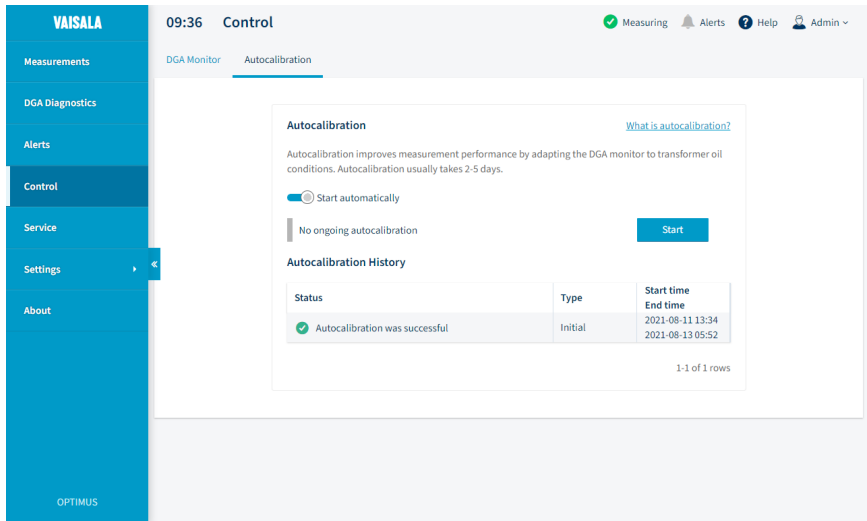 VAISALA
09:36 Control
Measuring Alerts Help Admin
Measurements
DGA Diagnostics
Alerts
Control
Service
Settings
About
OPTIMUS
DGA Monitor Autocalibration
Autocalibration What is autocalibration?
Autocalibration improves measurement performance by adapting the DGA monitor to transformer oil
conditions. Autocalibration usually takes 2-5 days.
Start automatically
No ongoing autocalibration Start
Autocalibration History
Status Type Start time
End time
Autocalibration was successful Initial 2021-08-11 13:34
2021-08-13 05:52
1-1 of 1 rows